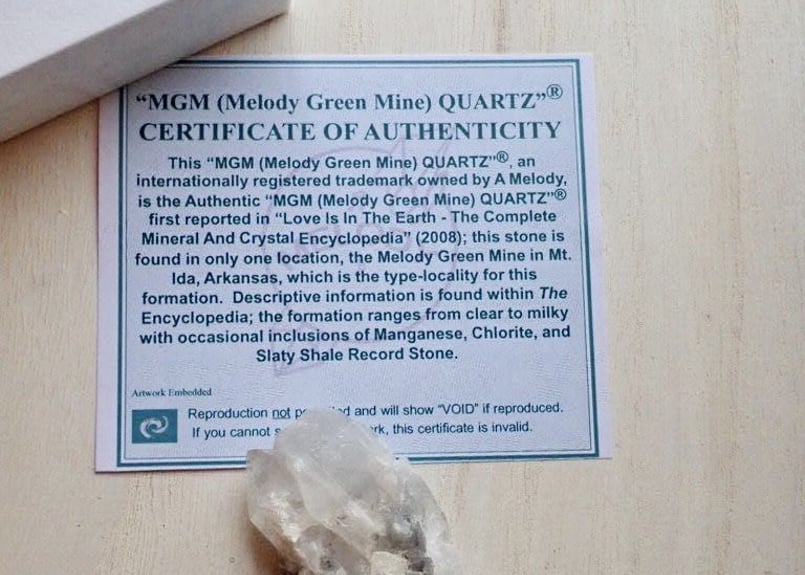 "MGM (Melody Green Mine) QUARTZ"®
CERTIFICATE OF AUTHENTICITY
This "MGM (Melody Green Mine) QUARTZ"®, an
internationally registered trademark owned by A Melody,
is the Authentic "MGM (Melody Green Mine) QUARTZ"®
first reported in "Love Is In The Earth - The Complete
Mineral And Crystal Encyclopedia" (2008); this stone is
found in only one location, the Melody Green Mine in Mt.
Ida, Arkansas, which is the type-locality for this
formation. Descriptive information is found within The
Encyclopedia; the formation ranges from clear to milky
with occasional inclusions of Manganese, Chlorite, and
Slaty Shale Record Stone.
Artwork Embedded
Reproduction not and will show "VOID" if reproduced.
If you cannot this certificate is invalid.